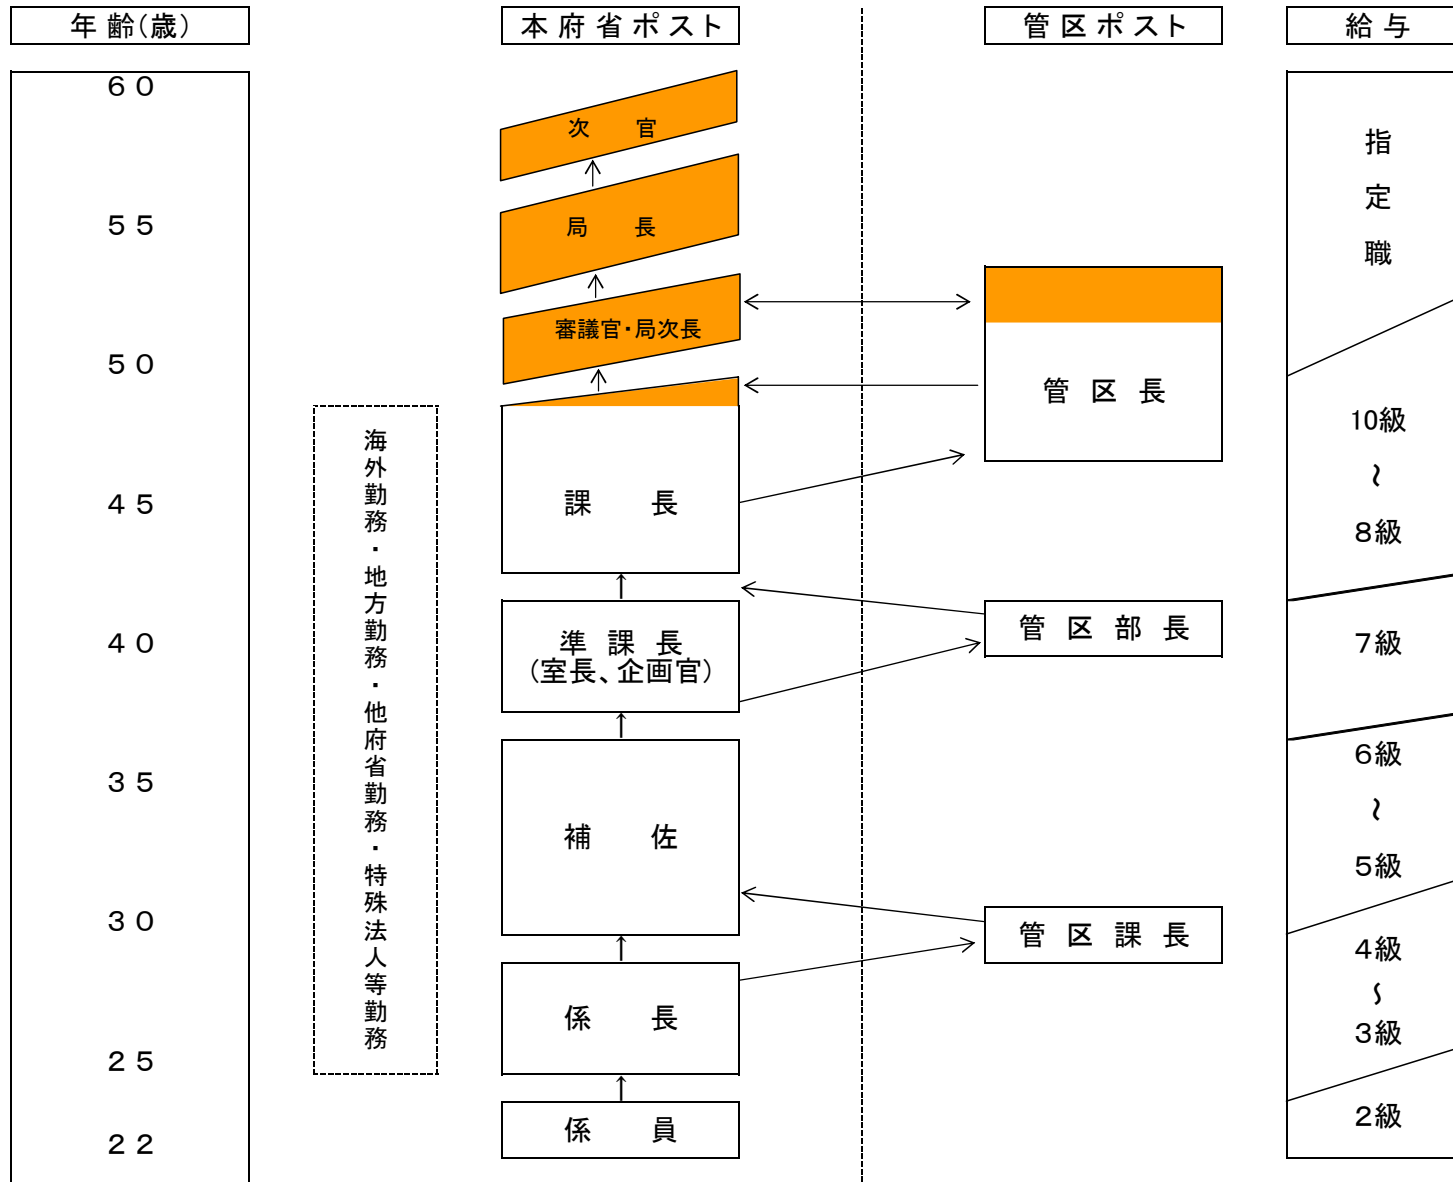 年齢(歳)
本府省ポスト
管区ポスト
給与
６０
５５
５０
４５
４０
３５
３０
２５
２２
海外勤務・地方勤務・他府省勤務・特殊法人等勤務
次　官
局　長
審議官・局次長
課　長
準課長
(室長、企画官)
補　佐
係　長
係　員
管区長
管区部長
管区課長
指
定
職
10級
～
8級
7級
6級
～
5級
4級
～
3級
2級